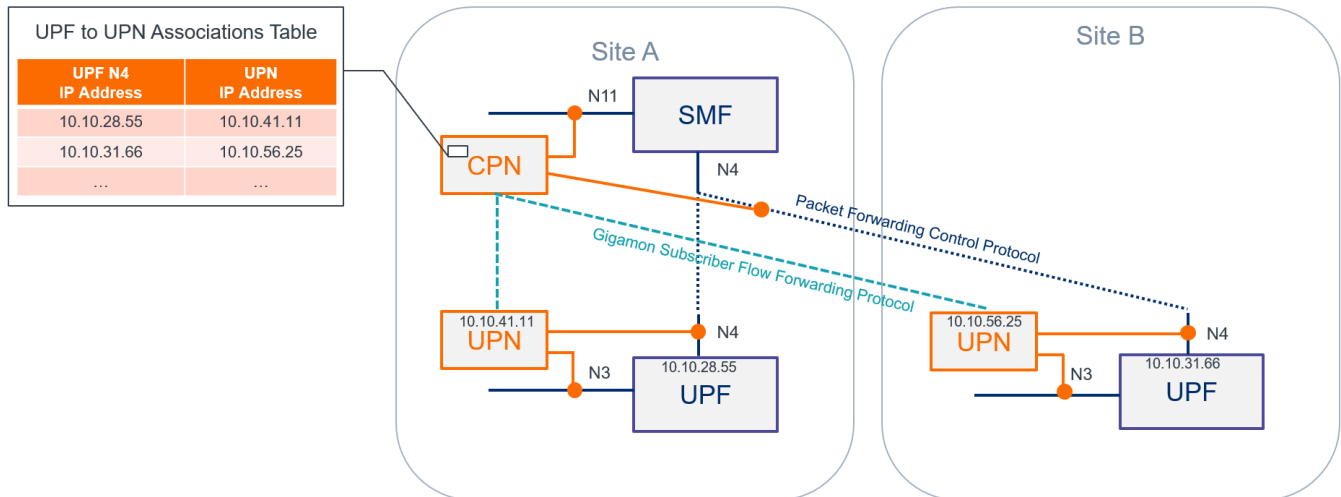 UPF to UPN Associations Table
UPF N4
IP Address
UPN
IP Address
10.10.28.55
10.10.41.11
10.10.31.66
10.10.56.25
...
...
Site A
N11
SMF
CPN
N4
Gigamon Subscriber Flow Forwarding Protocol
10.10.41.11
UPN
N4
N3
10.10.28.55
UPF
Site B
Packet Forwarding Control Protocol
10.10.56.25
UPN
N4
N3
10.10.31.66
UPF